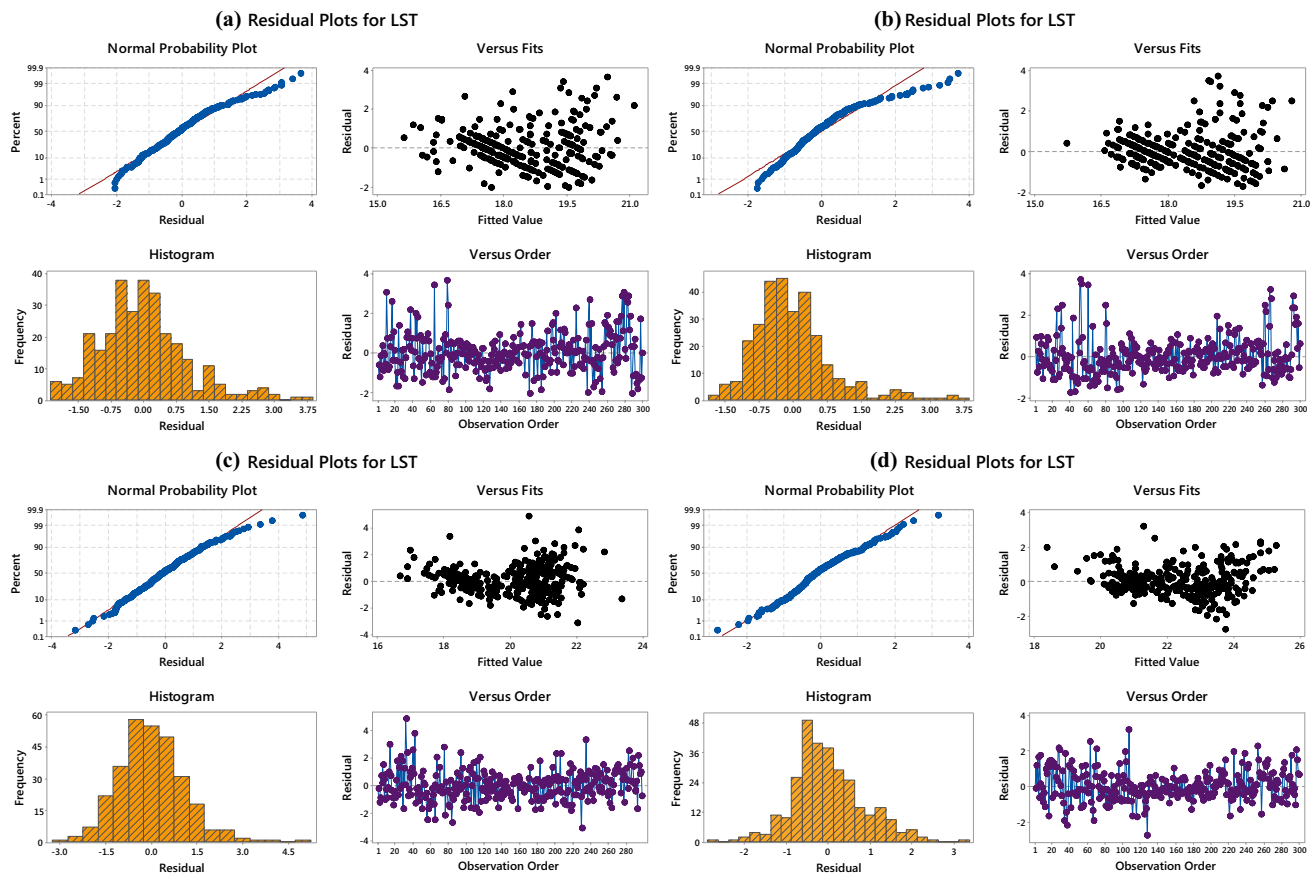 (a) Residual Plots for LST
Normal Probability Plot
99.9
99
90
50
10
1
0.1
Percent
-4
-2
0
2
4
Residual
Versus Fits
4
2
0
-2
Residual
15.0
16.5
18.0
19.5
21.0
Fitted Value
Histogram
40
30
20
10
0
Frequency
-1.50
-0.75
0.00
0.75
1.50
2.25
3.00
3.75
Residual
Versus Order
4
2
0
-2
Residual
1 20 40 60 80 100 120 140 160 180 200 220 240 260 280 300
Observation Order
(b) Residual Plots for LST
Normal Probability Plot
99.9
99
90
50
10
1
0.1
Percent
-2
0
2
4
Residual
Versus Fits
4
2
0
-2
Residual
15.0
16.5
18.0
19.5
21.0
Fitted Value
Histogram
40
30
20
10
0
Frequency
-1.50
-0.75
0.00
0.75
1.50
2.25
3.00
3.75
Residual
Versus Order
4
2
0
-2
Residual
1 20 40 60 80 100 120 140 160 180 200 220 240 260 280 300
Observation Order
(c) Residual Plots for LST
Normal Probability Plot
99.9
99
90
50
10
1
0.1
Percent
-4
-2
0
2
4
Residual
Versus Fits
4
2
0
-2
-4
Residual
16
18
20
22
24
Fitted Value
Histogram
60
45
30
15
0
Frequency
-3.0
-1.5
0.0
1.5
3.0
4.5
Residual
Versus Order
4
2
0
-2
-4
Residual
1 20 40 60 80 100 120 140 160 180 200 220 240 260 280
Observation Order
(d) Residual Plots for LST
Normal Probability Plot
99.9
99
90
50
10
1
0.1
Percent
-3.0
-1.5
0.0
1.5
3.0
Residual
Versus Fits
4
2
0
-2
Residual
18
20
22
24
26
Fitted Value
Histogram
48
36
24
12
0
Frequency
-2
-1
0
1
2
3
Residual
Versus Order
4
2
0
-2
Residual
1 20 40 60 80 100 120 140 160 180 200 220 240 260 280 300
Observation Order